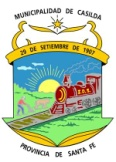 MUNICIPALIDAD DE CASILDA
29 DE SETIEMBRE DE 1907
PROVINCIA DE SANTA FE